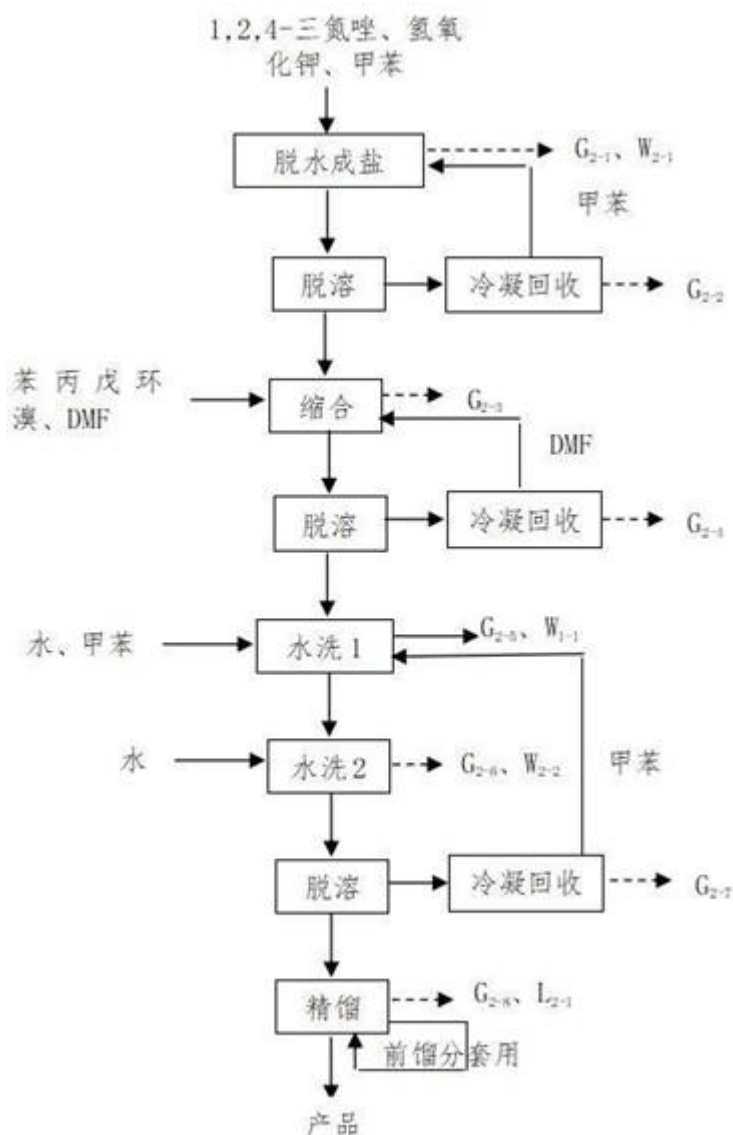 1,2,4-三氮唑、氢氧
化钾、甲苯
脱水成盐
G₂₋₁、W₂₋₁
甲苯
脱溶
冷凝回收
G₂₋₂
苯丙戊环
溴、DMF
缩合
G₂₋₃
DMF
脱溶
冷凝回收
G₂₋₄
水、甲苯
水洗1
G₂₋₅、W₁₋₁
水
水洗2
G₂₋₆、W₂₋₂
甲苯
脱溶
冷凝回收
G₂₋₇
精馏
G₂₋₈、L₂₋₁
前馏分套用
产品